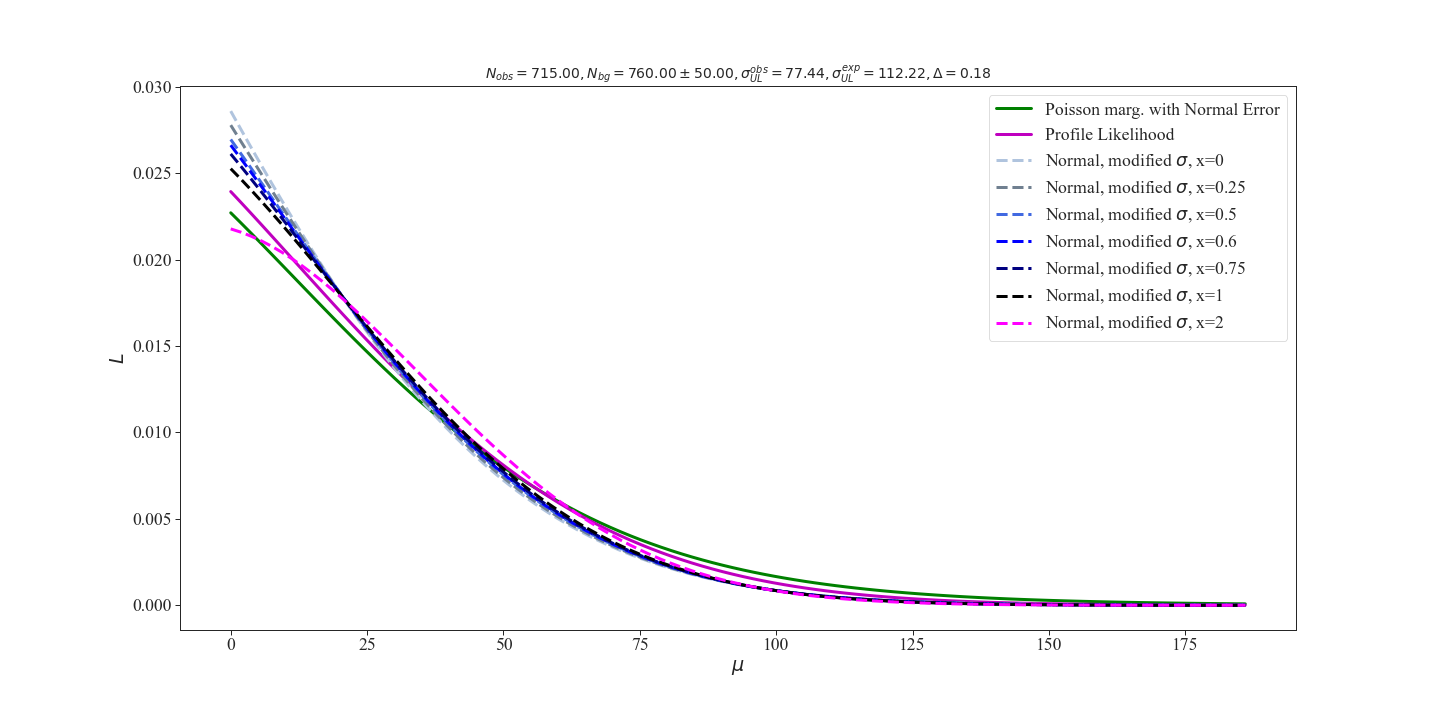 N_obs = 715.00, N_bg = 760.00 ± 50.00, σ_UL^obs = 77.44, σ_UL^exp = 112.22, Δ = 0.18
0.030
0.025
0.020
0.015
0.010
0.005
0.000
L
Poisson marg. with Normal Error
Profile Likelihood
Normal, modified σ, x=0
Normal, modified σ, x=0.25
Normal, modified σ, x=0.5
Normal, modified σ, x=0.6
Normal, modified σ, x=0.75
Normal, modified σ, x=1
Normal, modified σ, x=2
0 25 50 75 100 125 150 175
μ